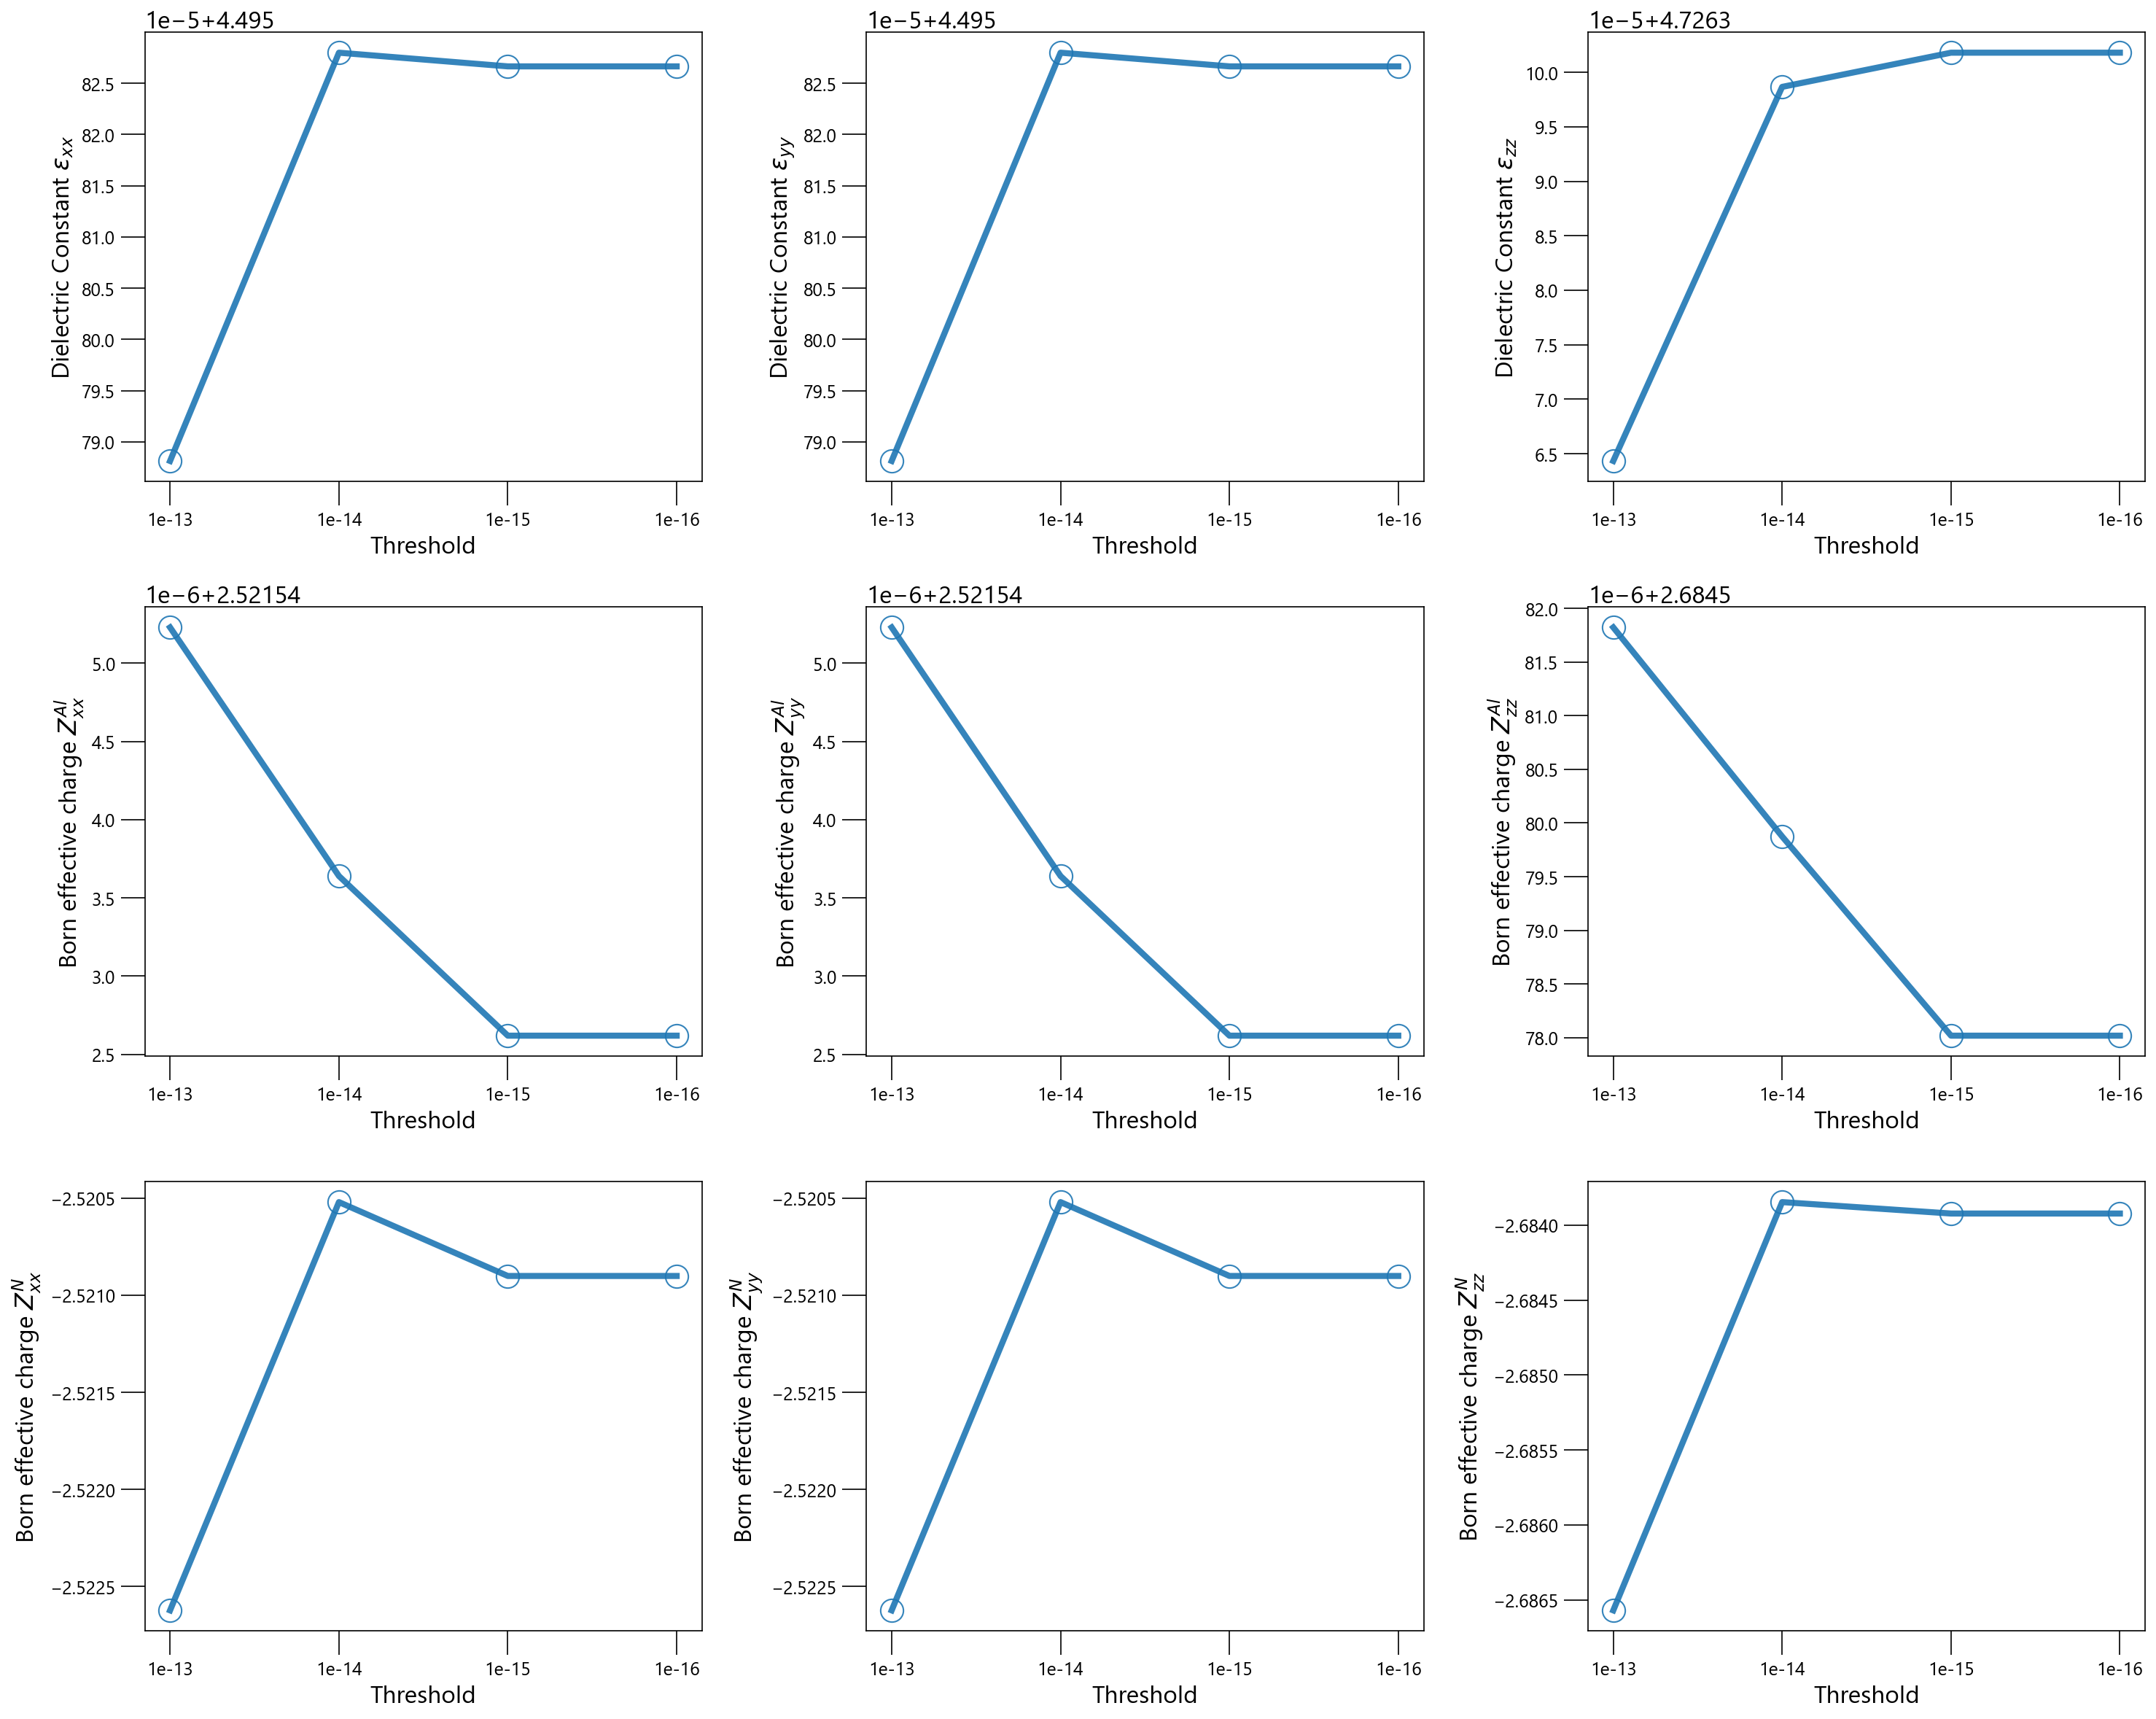 1e−5+4.495
Dielectric Constant εxx
82.5
82.0
81.5
81.0
80.5
80.0
79.5
79.0
1e-13 1e-14 1e-15 1e-16
Threshold
1e−5+4.495
Dielectric Constant εyy
82.5
82.0
81.5
81.0
80.5
80.0
79.5
79.0
1e-13 1e-14 1e-15 1e-16
Threshold
1e−5+4.7263
Dielectric Constant εzz
10.0
9.5
9.0
8.5
8.0
7.5
7.0
6.5
1e-13 1e-14 1e-15 1e-16
Threshold
1e−6+2.52154
Born effective charge Z^{Al}_{xx}
5.0
4.5
4.0
3.5
3.0
2.5
1e-13 1e-14 1e-15 1e-16
Threshold
1e−6+2.52154
Born effective charge Z^{Al}_{yy}
5.0
4.5
4.0
3.5
3.0
2.5
1e-13 1e-14 1e-15 1e-16
Threshold
1e−6+2.6845
Born effective charge Z^{Al}_{zz}
82.0
81.5
81.0
80.5
80.0
79.5
79.0
78.5
78.0
1e-13 1e-14 1e-15 1e-16
Threshold
Born effective charge Z^{N}_{xx}
−2.5205
−2.5210
−2.5215
−2.5220
−2.5225
1e-13 1e-14 1e-15 1e-16
Threshold
Born effective charge Z^{N}_{yy}
−2.5205
−2.5210
−2.5215
−2.5220
−2.5225
1e-13 1e-14 1e-15 1e-16
Threshold
Born effective charge Z^{N}_{zz}
−2.6840
−2.6845
−2.6850
−2.6855
−2.6860
−2.6865
1e-13 1e-14 1e-15 1e-16
Threshold